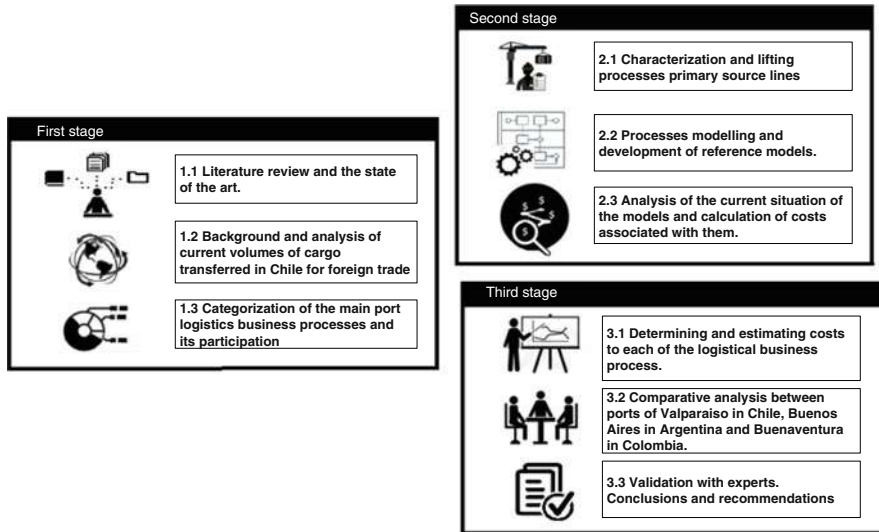 First stage
1.1 Literature review and the state
of the art.
1.2 Background and analysis of
current volumes of cargo
transferred in Chile for foreign trade
1.3 Categorization of the main port
logistics business processes and
its participation
Second stage
2.1 Characterization and lifting
processes primary source lines
2.2 Processes modelling and
development of reference models.
2.3 Analysis of the current situation of
the models and calculation of costs
associated with them.
Third stage
3.1 Determining and estimating costs
to each of the logistical business
process.
3.2 Comparative analysis between
ports of Valparaiso in Chile, Buenos
Aires in Argentina and Buenaventura
in Colombia.
3.3 Validation with experts.
Conclusions and recommendations